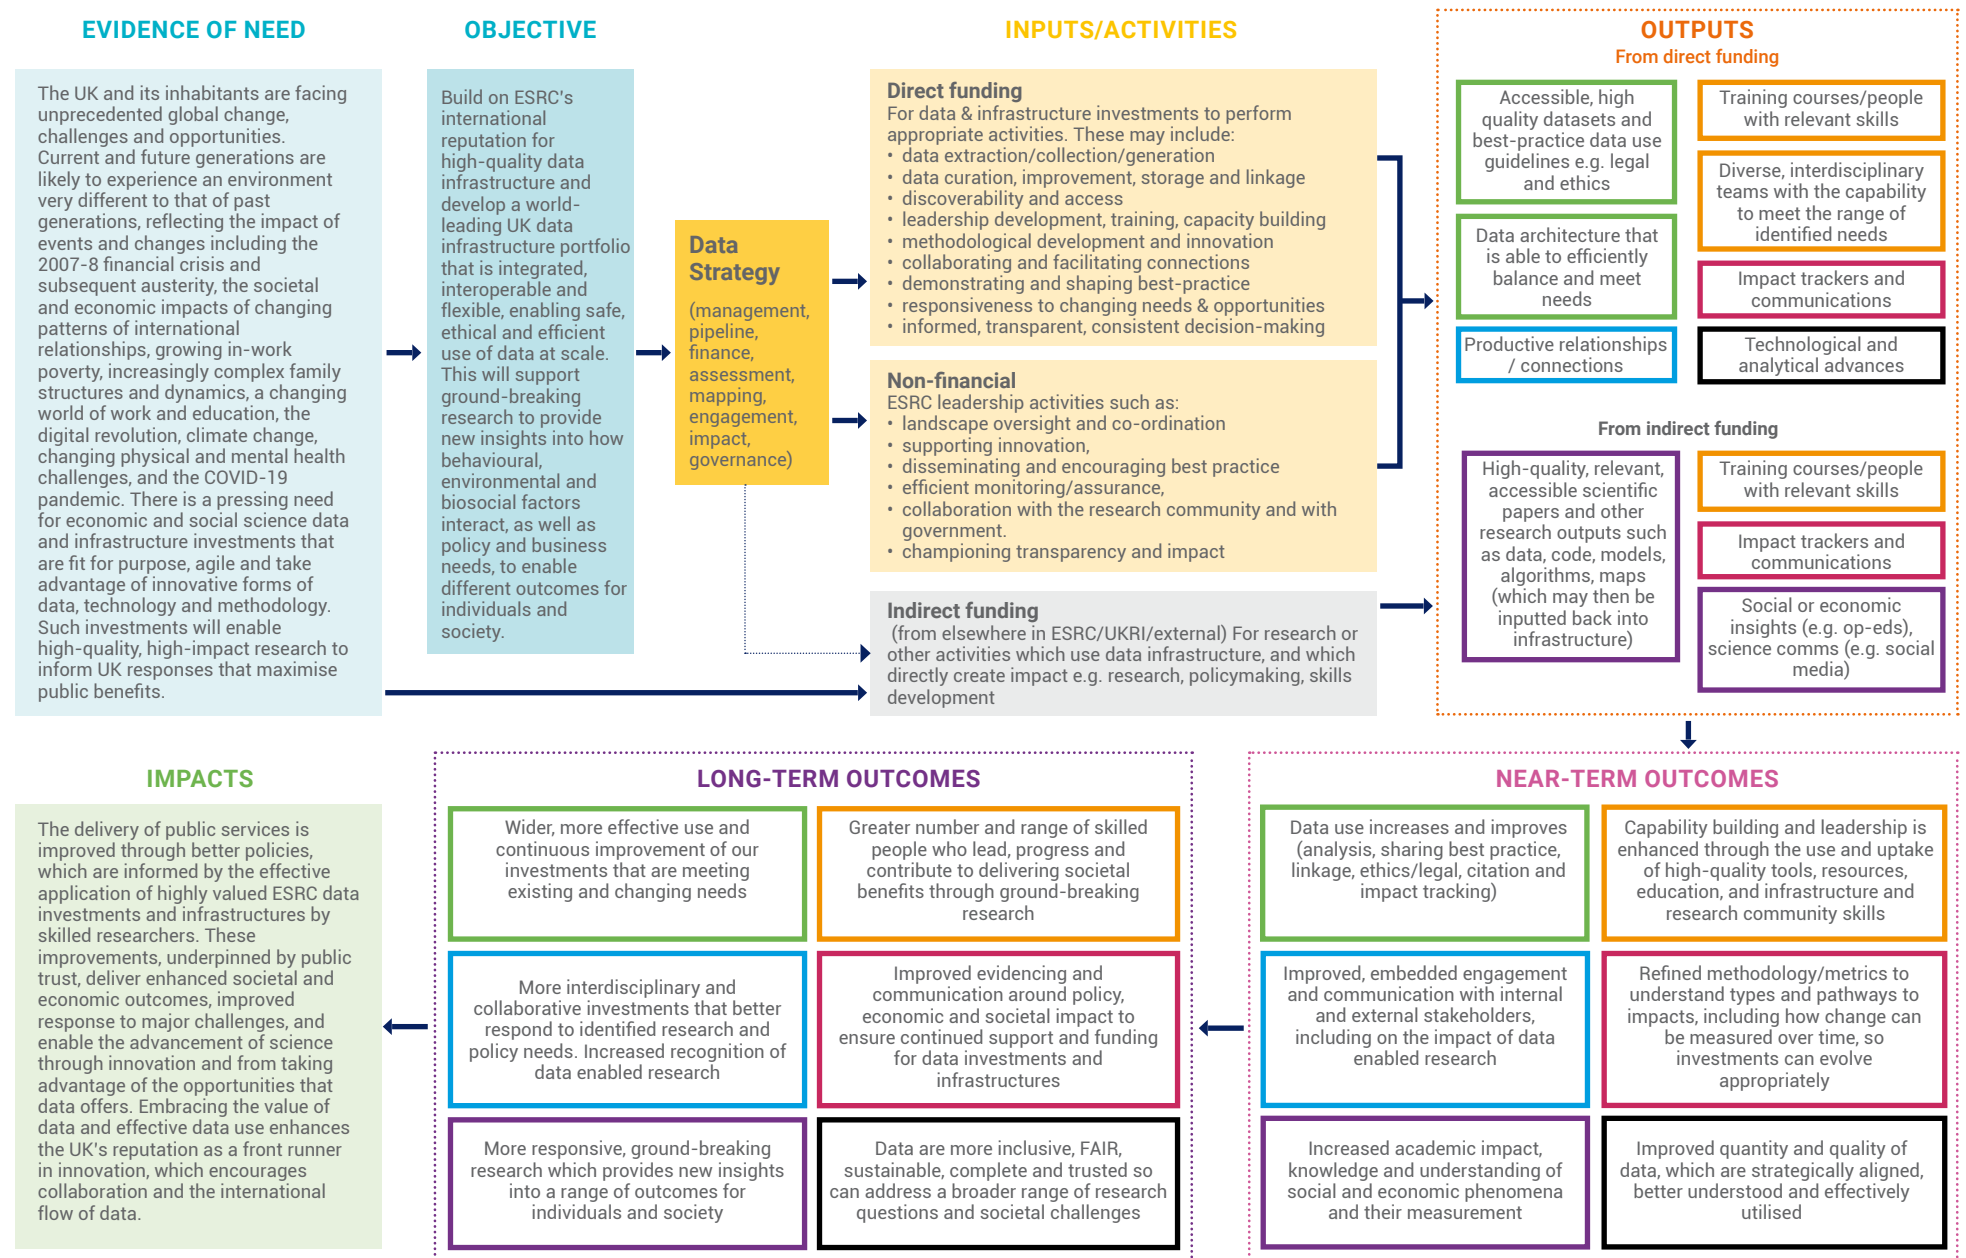 EVIDENCE OF NEED
The UK and its inhabitants are facing
unprecedented global change,
challenges and opportunities.
Current and future generations are
likely to experience an environment
very different to that of past
generations, reflecting the impact of
events and changes including the
2007-8 financial crisis and
subsequent austerity, the societal
and economic impacts of changing
patterns of international
relationships, growing in-work
poverty, increasingly complex family
structures and dynamics, a changing
world of work and education, the
digital revolution, climate change,
changing physical and mental health
challenges, and the COVID-19
pandemic. There is a pressing need
for economic and social science data
and infrastructure investments that
are fit for purpose, agile and take
advantage of innovative forms of
data, technology and methodology.
Such investments will enable
high-quality, high-impact research to
inform UK responses that maximise
public benefits.
OBJECTIVE
Build on ESRC's
international
reputation for
high-quality data
infrastructure and
develop a world-
leading UK data
infrastructure portfolio
that is integrated,
interoperable and
flexible, enabling safe,
ethical and efficient
use of data at scale.
This will support
ground-breaking
research to provide
new insights into how
behavioural,
environmental and
biosocial factors
interact, as well as
policy and business
needs, to enable
different outcomes for
individuals and
society.
Data
Strategy
(management,
pipeline,
finance,
assessment,
mapping,
engagement,
impact,
governance)
INPUTS/ACTIVITIES
Direct funding
For data & infrastructure investments to perform
appropriate activities. These may include:
• data extraction/collection/generation
• data curation, improvement, storage and linkage
• discoverability and access
• leadership development, training, capacity building
• methodological development and innovation
• collaborating and facilitating connections
• demonstrating and shaping best-practice
• responsiveness to changing needs & opportunities
• informed, transparent, consistent decision-making
Non-financial
ESRC leadership activities such as:
• landscape oversight and co-ordination
• supporting innovation,
• disseminating and encouraging best practice
• efficient monitoring/assurance,
• collaboration with the research community and with
government.
• championing transparency and impact
Indirect funding
(from elsewhere in ESRC/UKRI/external) For research or
other activities which use data infrastructure, and which
directly create impact e.g. research, policymaking, skills
development
OUTPUTS
From direct funding
Accessible, high
quality datasets and
best-practice data use
guidelines e.g. legal
and ethics
Training courses/people
with relevant skills
Diverse, interdisciplinary
teams with the capability
to meet the range of
identified needs
Data architecture that
is able to efficiently
balance and meet
needs
Impact trackers and
communications
Productive relationships
/ connections
Technological and
analytical advances
From indirect funding
High-quality, relevant,
accessible scientific
papers and other
research outputs such
as data, code, models,
algorithms, maps
(which may then be
inputted back into
infrastructure)
Training courses/people
with relevant skills
Impact trackers and
communications
Social or economic
insights (e.g. op-eds),
science comms (e.g. social
media)
IMPACTS
The delivery of public services is
improved through better policies,
which are informed by the effective
application of highly valued ESRC data
investments and infrastructures by
skilled researchers. These
improvements, underpinned by public
trust, deliver enhanced societal and
economic outcomes, improved
response to major challenges, and
enable the advancement of science
through innovation and from taking
advantage of the opportunities that
data offers. Embracing the value of
data and effective data use enhances
the UK's reputation as a front runner
in innovation, which encourages
collaboration and the international
flow of data.
LONG-TERM OUTCOMES
Wider, more effective use and
continuous improvement of our
investments that are meeting
existing and changing needs
Greater number and range of skilled
people who lead, progress and
contribute to delivering societal
benefits through ground-breaking
research
More interdisciplinary and
collaborative investments that better
respond to identified research and
policy needs. Increased recognition of
data enabled research
Improved evidencing and
communication around policy,
economic and societal impact to
ensure continued support and funding
for data investments and
infrastructures
More responsive, ground-breaking
research which provides new insights
into a range of outcomes for
individuals and society
Data are more inclusive, FAIR,
sustainable, complete and trusted so
can address a broader range of research
questions and societal challenges
NEAR-TERM OUTCOMES
Data use increases and improves
(analysis, sharing best practice,
linkage, ethics/legal, citation and
impact tracking)
Capability building and leadership is
enhanced through the use and uptake
of high-quality tools, resources,
education, and infrastructure and
research community skills
Improved, embedded engagement
and communication with internal
and external stakeholders,
including on the impact of data
enabled research
Refined methodology/metrics to
understand types and pathways to
impacts, including how change can
be measured over time, so
investments can evolve
appropriately
Increased academic impact,
knowledge and understanding of
social and economic phenomena
and their measurement
Improved quantity and quality of
data, which are strategically aligned,
better understood and effectively
utilised